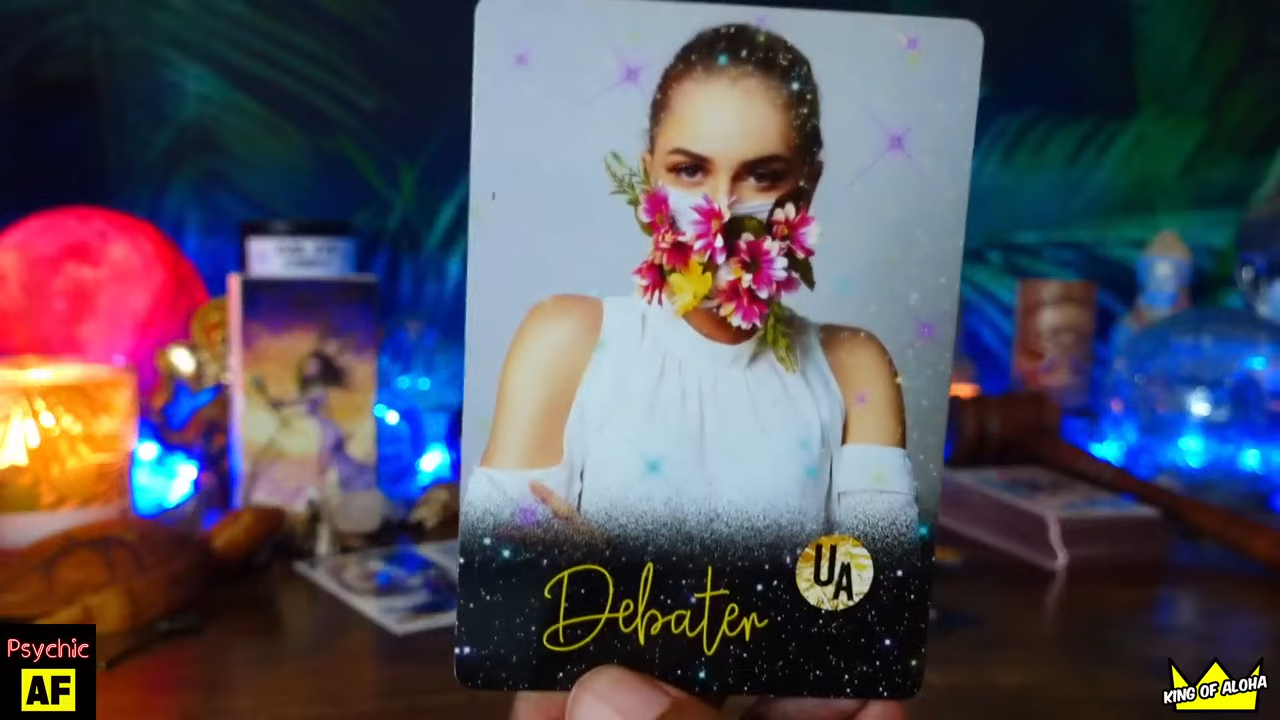 Debater
UA
Psychic
AF
KING OF ALOHA